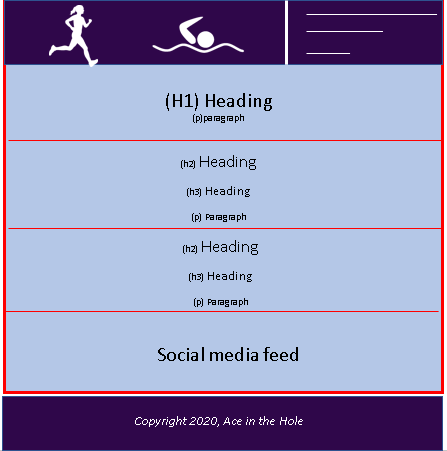 (H1) Heading
(p)paragraph
(h2) Heading
(h3) Heading
(p) Paragraph
(h2) Heading
(h3) Heading
(p) Paragraph
Social media feed
Copyright 2020, Ace in the Hole